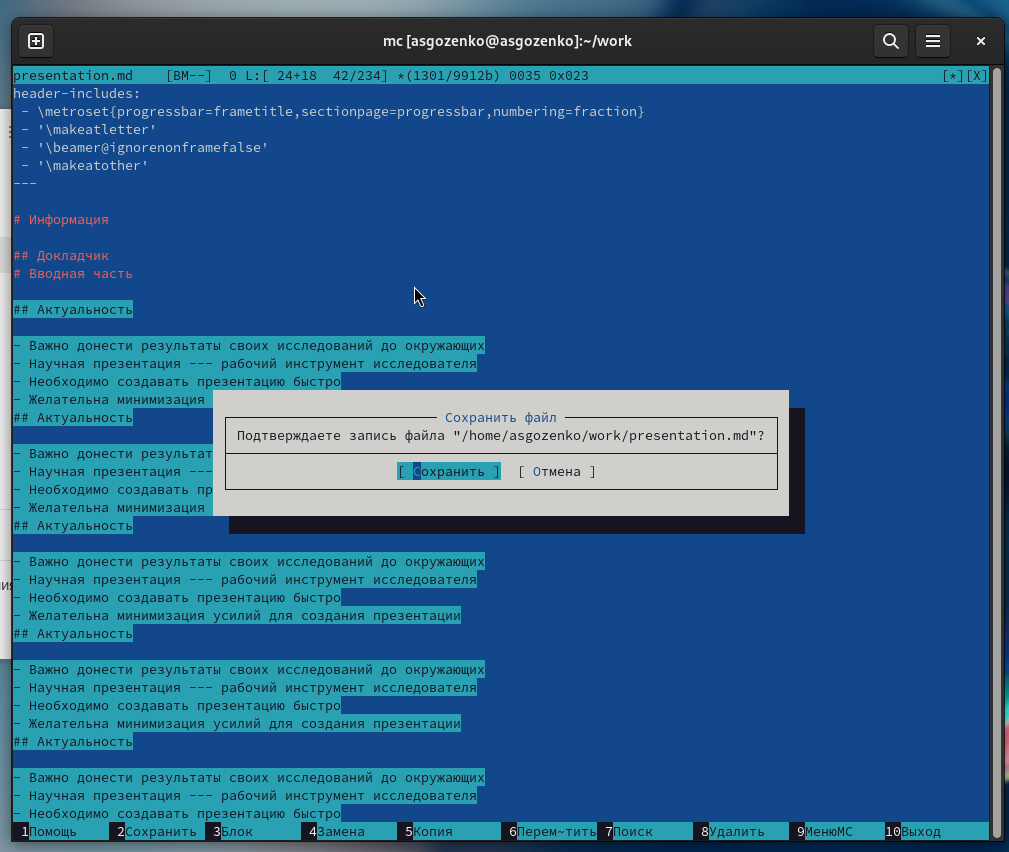 mc [asgozenko@asgozenko]:~/work
presentation.md    [BM--]  0 L:[ 24+18  42/234] *(1301/9912b) 0035 0x023    [*][X]
header-includes:
 - \metroset{progressbar=frametitle,sectionpage=progressbar,numbering=fraction}
 - '\makeatletter'
 - '\beamer@ignorenonframefalse'
 - '\makeatother'
---
# Информация
## Докладчик
# Вводная часть
## Актуальность
- Важно донести результаты своих исследований до окружающих
- Научная презентация --- рабочий инструмент исследователя
- Необходимо создавать презентацию быстро
- Желательна минимизация
## Актуальность
Сохранить файл
Подтверждаете запись файла "/home/asgozenko/work/presentation.md"?
[ Сохранить ]  [ Отмена ]
- Важно донести результат
- Научная презентация ---
- Необходимо создавать пр
- Желательна минимизация
## Актуальность
- Важно донести результаты своих исследований до окружающих
- Научная презентация --- рабочий инструмент исследователя
- Необходимо создавать презентацию быстро
- Желательна минимизация усилий для создания презентации
## Актуальность
- Важно донести результаты своих исследований до окружающих
- Научная презентация --- рабочий инструмент исследователя
- Необходимо создавать презентацию быстро
- Желательна минимизация усилий для создания презентации
## Актуальность
- Важно донести результаты своих исследований до окружающих
- Научная презентация --- рабочий инструмент исследователя
- Необходимо создавать презентацию быстро
1Помощь 2Сохранить 3Блок 4Замена 5Копия 6Перем~тить 7Поиск 8Удалить 9МенюМС 10Выход